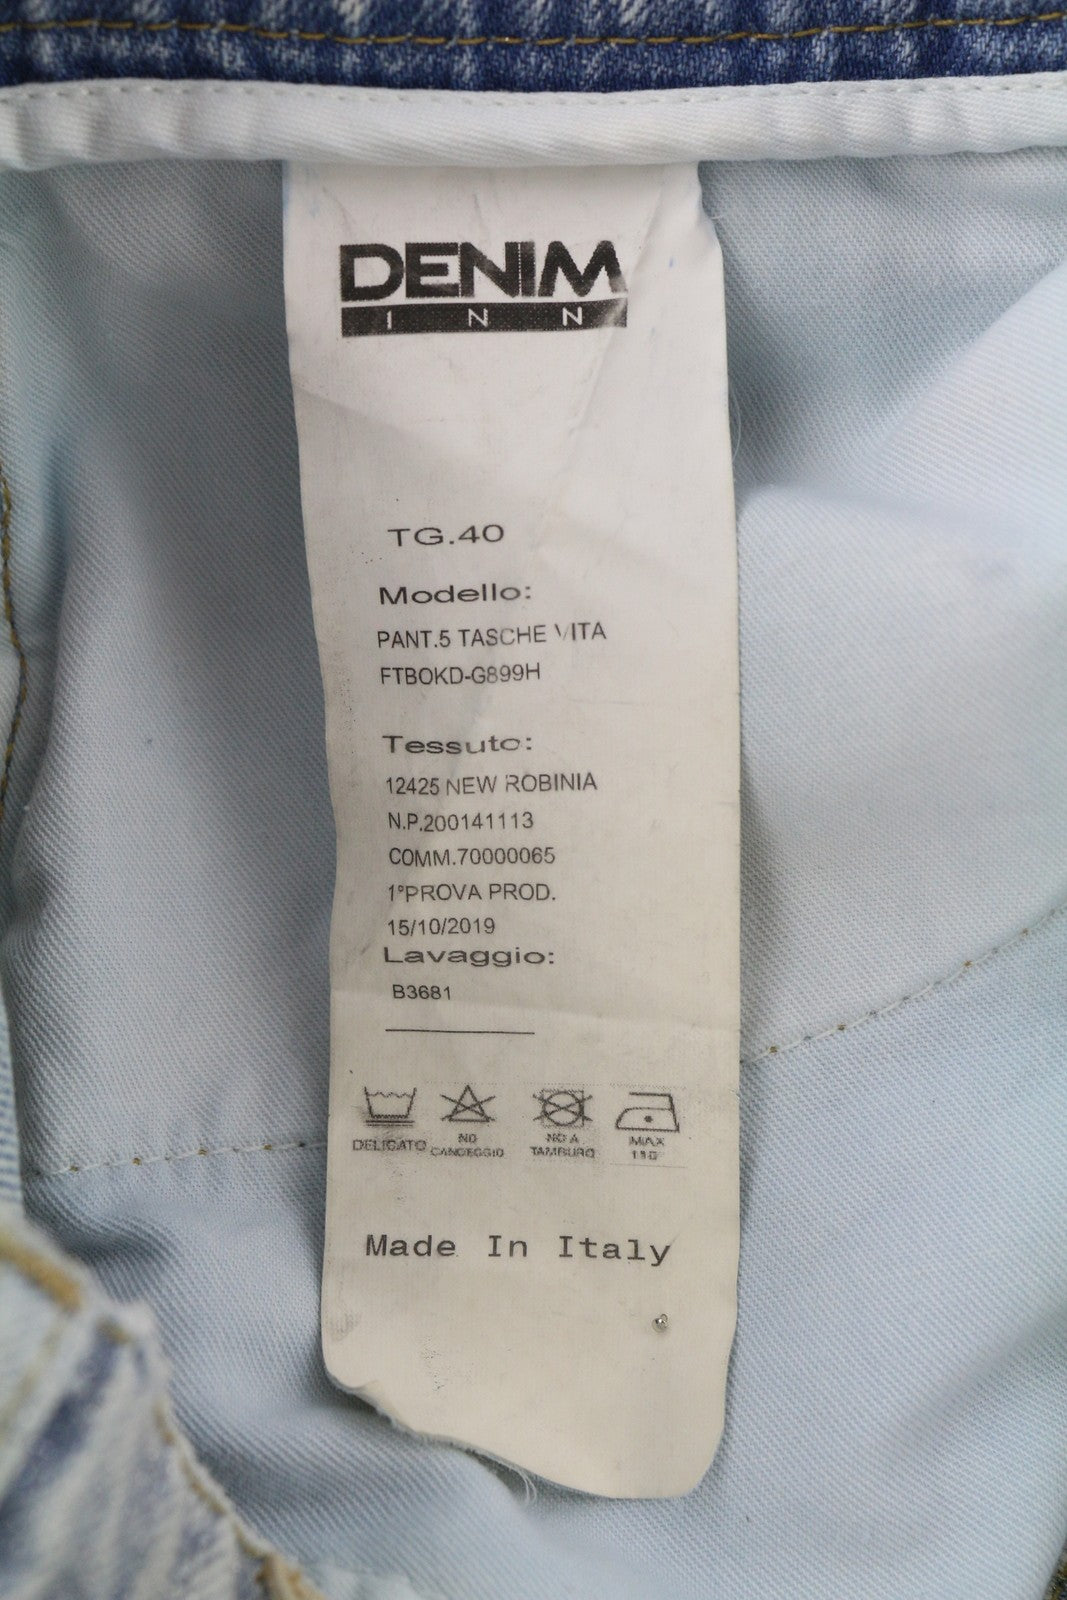 DENIM
INN
TG.40
Modello:
PANT.5 TASCHE VITA
FTBOKD-G899H
Tessuto:
12425 NEW ROBINIA
N.P.200141113
COMM.70000065
1°PROVA PROD.
15/10/2019
Lavaggio:
B3681
DELICATO
NO
CANDEGGIO
NO A
TAMBURO
MAX
110
Made In Italy